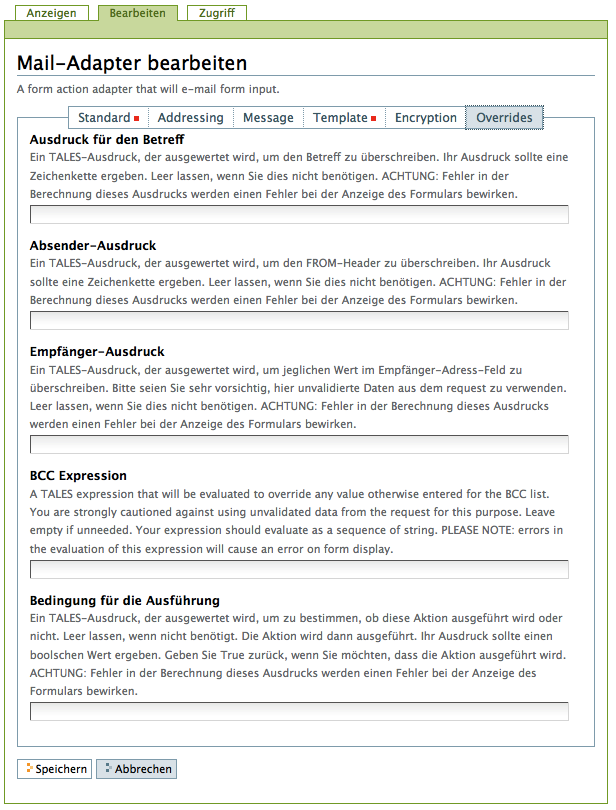 Anzeigen Bearbeiten Zugriff
Mail-Adapter bearbeiten
A form action adapter that will e-mail form input.
Standard Addressing Message Template Encryption Overrides
Ausdruck für den Betreff
Ein TALES-Ausdruck, der ausgewertet wird, um den Betreff zu überschreiben. Ihr Ausdruck sollte eine
Zeichenkette ergeben. Leer lassen, wenn Sie dies nicht benötigen. ACHTUNG: Fehler in der
Berechnung dieses Ausdrucks werden einen Fehler bei der Anzeige des Formulars bewirken.
Absender-Ausdruck
Ein TALES-Ausdruck, der ausgewertet wird, um den FROM-Header zu überschreiben. Ihr Ausdruck
sollte eine Zeichenkette ergeben. Leer lassen, wenn Sie dies nicht benötigen. ACHTUNG: Fehler in der
Berechnung dieses Ausdrucks werden einen Fehler bei der Anzeige des Formulars bewirken.
Empfänger-Ausdruck
Ein TALES-Ausdruck, der ausgewertet wird, um jeglichen Wert im Empfänger-Adress-Feld zu
überschreiben. Bitte seien Sie sehr vorsichtig, hier unvalidierte Daten aus dem request zu verwenden.
Leer lassen, wenn Sie dies nicht benötigen. ACHTUNG: Fehler in der Berechnung dieses Ausdrucks
werden einen Fehler bei der Anzeige des Formulars bewirken.
BCC Expression
A TALES expression that will be evaluated to override any value otherwise entered for the BCC list.
You are strongly cautioned against using unvalidated data from the request for this purpose. Leave
empty if unneeded. Your expression should evaluate as a sequence of string. PLEASE NOTE: errors in
the evaluation of this expression will cause an error on form display.
Bedingung für die Ausführung
Ein TALES-Ausdruck, der ausgewertet wird, um zu bestimmen, ob diese Aktion ausgeführt wird oder
nicht. Leer lassen, wenn nicht benötigt. Die Aktion wird dann ausgeführt. Ihr Ausdruck sollte einen
boolschen Wert ergeben. Geben Sie True zurück, wenn Sie möchten, dass die Aktion ausgeführt wird.
ACHTUNG: Fehler in der Berechnung dieses Ausdrucks werden einen Fehler bei der Anzeige des
Formulars bewirken.
Speichern Abbrechen